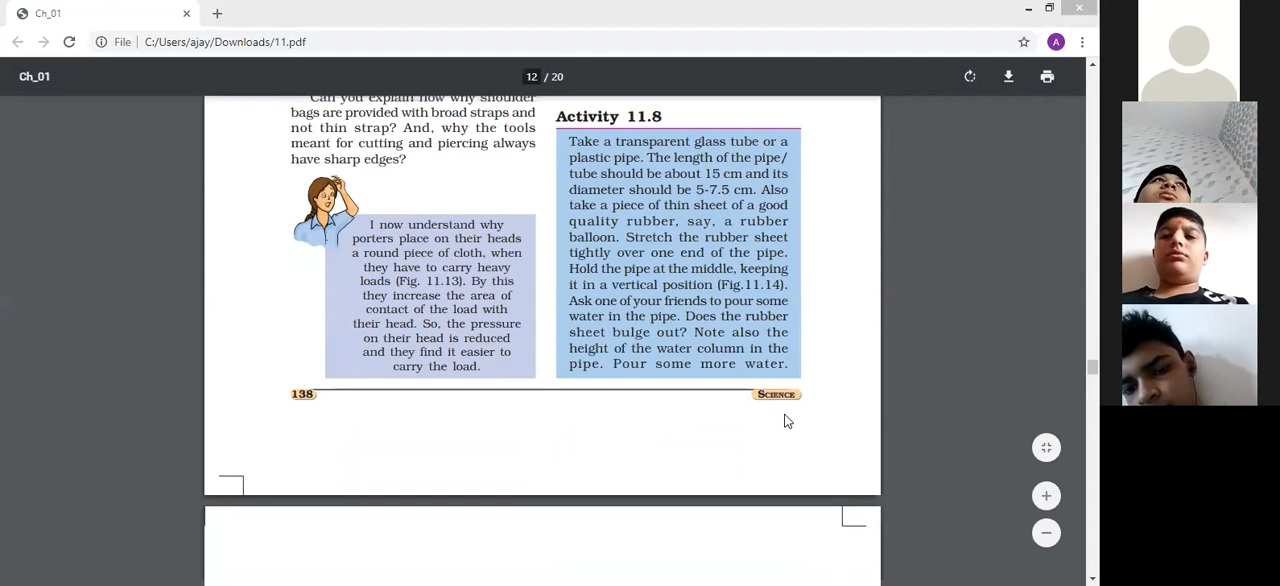 Ch_01
File C:/Users/ajay/Downloads/11.pdf
A
Ch_01
12 / 20
Can you explain now why shoulder
bags are provided with broad straps and
not thin strap? And, why the tools
meant for cutting and piercing always
have sharp edges?
I now understand why
porters place on their heads
a round piece of cloth, when
they have to carry heavy
loads (Fig. 11.13). By this
they increase the area of
contact of the load with
their head. So, the pressure
on their head is reduced
and they find it easier to
carry the load.
Activity 11.8
Take a transparent glass tube or a
plastic pipe. The length of the pipe/
tube should be about 15 cm and its
diameter should be 5-7.5 cm. Also
take a piece of thin sheet of a good
quality rubber, say, a rubber
balloon. Stretch the rubber sheet
tightly over one end of the pipe.
Hold the pipe at the middle, keeping
it in a vertical position (Fig.11.14).
Ask one of your friends to pour some
water in the pipe. Does the rubber
sheet bulge out? Note also the
height of the water column in the
pipe. Pour some more water.
138
SCIENCE